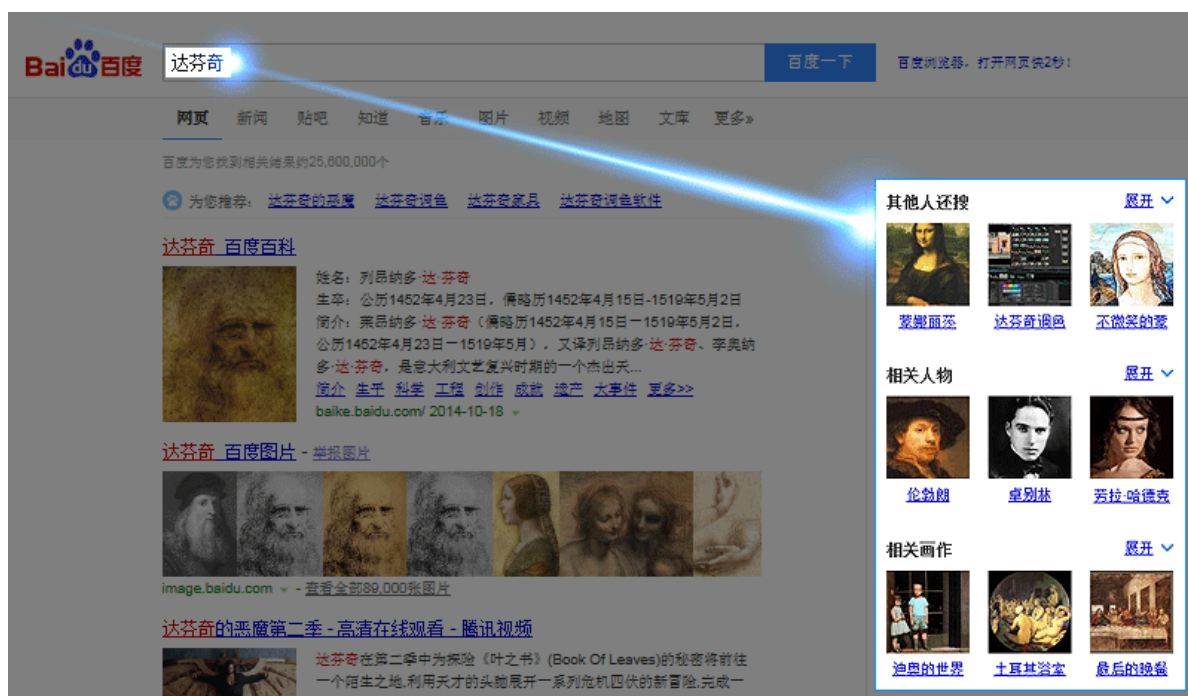 Bai du 百度
达芬奇
百度一下
百度浏览器，打开网页快2秒！
网页 新闻 贴吧 知道 音乐 图片 视频 地图 文库 更多»
百度为您找到相关结果约25,600,000个
为您推荐： 达芬奇的恶魔 达芬奇调色 达芬奇家具 达芬奇调色软件
达芬奇_百度百科
姓名：列昂纳多·达·芬奇
生卒：公历1452年4月23日，儒略历1452年4月15日-1519年5月2日
简介：莱昂纳多·达·芬奇（儒略历1452年4月15日－1519年5月2日，
公历1452年4月23日－1519年5月），又译列昂纳多·达·芬奇、李奥纳
多·达·芬奇，是意大利文艺复兴时期的一个杰出天...
简介 生平 科学 工程 创作 成就 遗产 大事件 更多>>
baike.baidu.com/ 2014-10-18
达芬奇_百度图片 - 举报图片
image.baidu.com - 查看全部89,000张图片
达芬奇的恶魔第二季 - 高清在线观看 - 腾讯视频
达芬奇在第二季中为探险《叶之书》(Book Of Leaves)的秘密将前往
一个陌生之地,利用天才的头脑展开一系列危机四伏的新冒险,完成一
其他人还搜 展开
蒙娜丽莎 达芬奇调色 不微笑的蒙
相关人物 展开
伦勃朗 卓别林 劳拉·哈德克
相关画作 展开
迪奥的世界 土耳其浴室 最后的晚餐